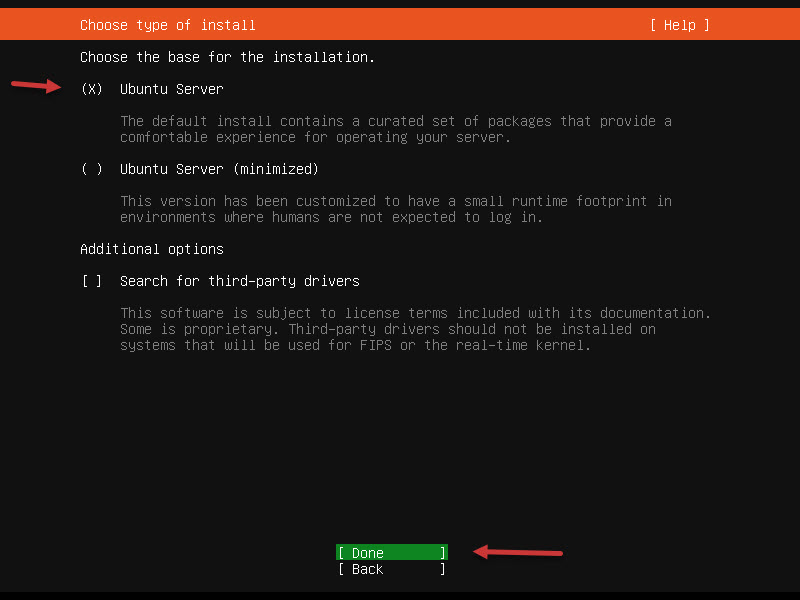 Choose type of install [ Help ]
Choose the base for the installation.
(X) Ubuntu Server
The default install contains a curated set of packages that provide a
comfortable experience for operating your server.
( ) Ubuntu Server (minimized)
This version has been customized to have a small runtime footprint in
environments where humans are not expected to log in.
Additional options
[ ] Search for third-party drivers
This software is subject to license terms included with its documentation.
Some is proprietary. Third-party drivers should not be installed on
systems that will be used for FIPS or the real-time kernel.
[ Done ]
[ Back ]